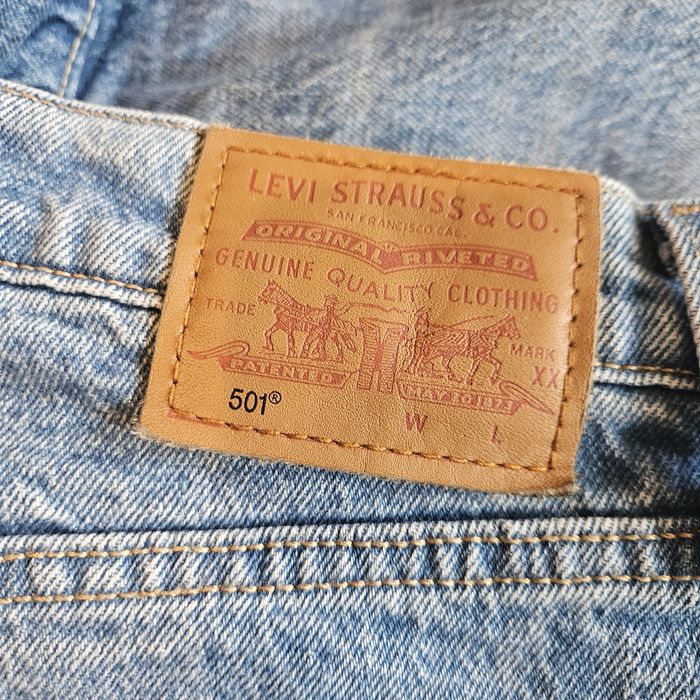 LEVI STRAUSS & CO.
SAN FRANCISCO CAL.
ORIGINAL RIVETED
GENUINE QUALITY CLOTHING
TRADE MARK
PATENTED MAY 20 1873 XX
501® W L